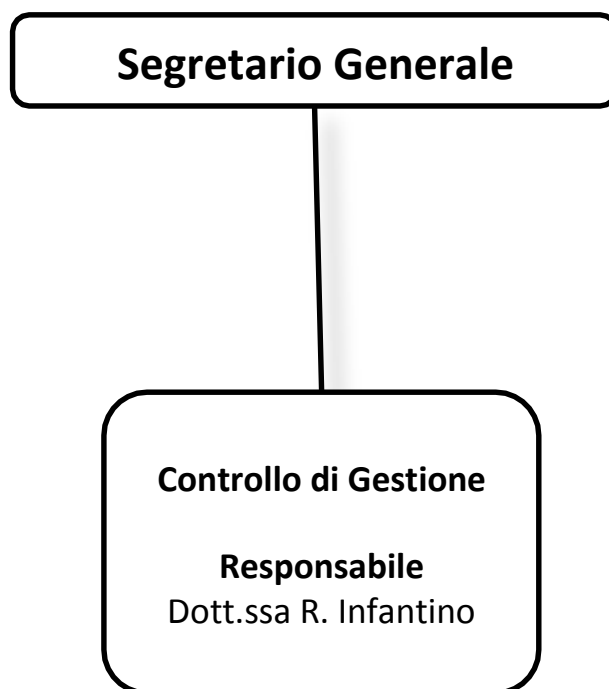 Segretario Generale
Controllo di Gestione
Responsabile
Dott.ssa R. Infantino